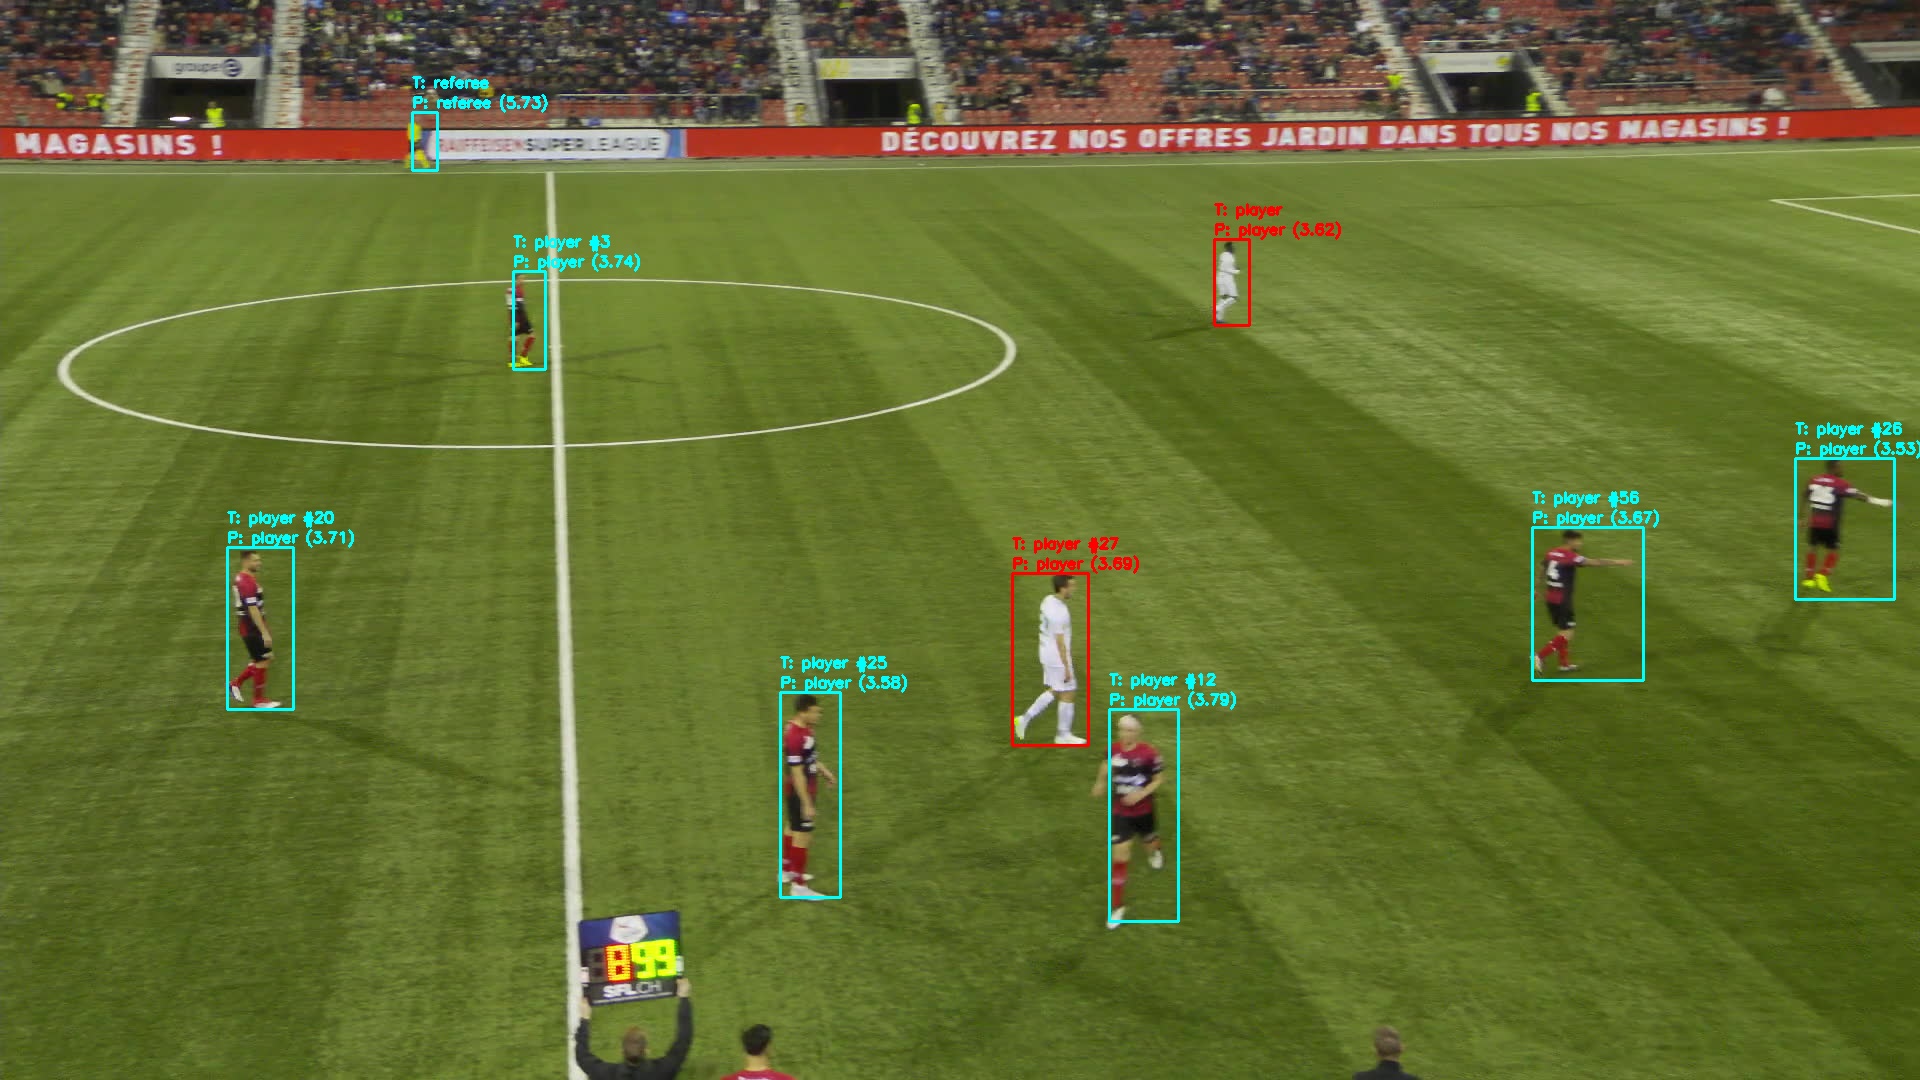 groupe e
T: referee
P: referee (5.73)
MAGASINS !
RAIFFEISEN SUPER LEAGUE
DÉCOUVREZ NOS OFFRES JARDIN DANS TOUS NOS MAGASINS !
T: player
P: player (3.62)
T: player #3
P: player (3.74)
T: player #26
P: player (3.53)
T: player #56
P: player (3.67)
T: player #20
P: player (3.71)
T: player #27
P: player (3.69)
T: player #25
P: player (3.58)
T: player #12
P: player (3.79)
4
8 99
SFL.CH